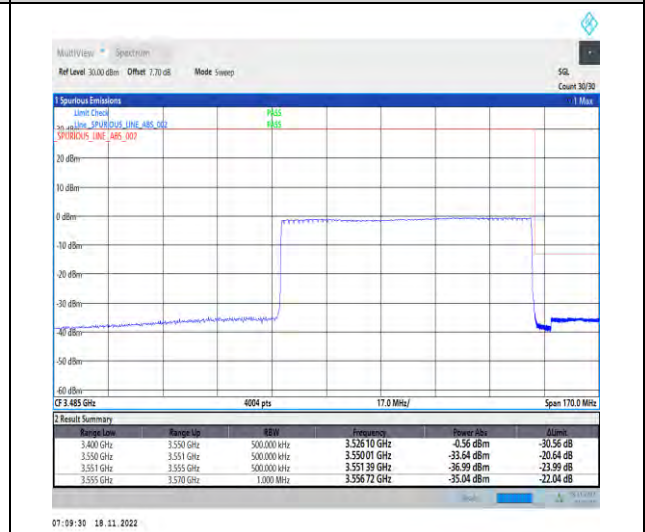 MultiView Spectrum
Ref Level 30.00 dBm Offset 7.70 dB Mode Sweep SGL
Count 30/30
1 Spurious Emissions 1 Max
Limit Check PASS
Line _SPURIOUS_LINE_ABS_002 PASS
_SPURIOUS_LINE_ABS_002
20 dBm
10 dBm
0 dBm
-10 dBm
-20 dBm
-30 dBm
-40 dBm
-50 dBm
-60 dBm
CF 3.485 GHz 4004 pts 17.0 MHz/ Span 170.0 MHz
2 Result Summary
Range Low Range Up RBW Frequency Power Abs ΔLimit
3.400 GHz 3.550 GHz 500.000 kHz 3.526 10 GHz -0.56 dBm -30.56 dB
3.550 GHz 3.551 GHz 500.000 kHz 3.550 01 GHz -33.64 dBm -20.64 dB
3.551 GHz 3.555 GHz 500.000 kHz 3.551 39 GHz -36.99 dBm -23.99 dB
3.555 GHz 3.570 GHz 1.000 MHz 3.556 72 GHz -35.04 dBm -22.04 dB
07:09:30 18.11.2022